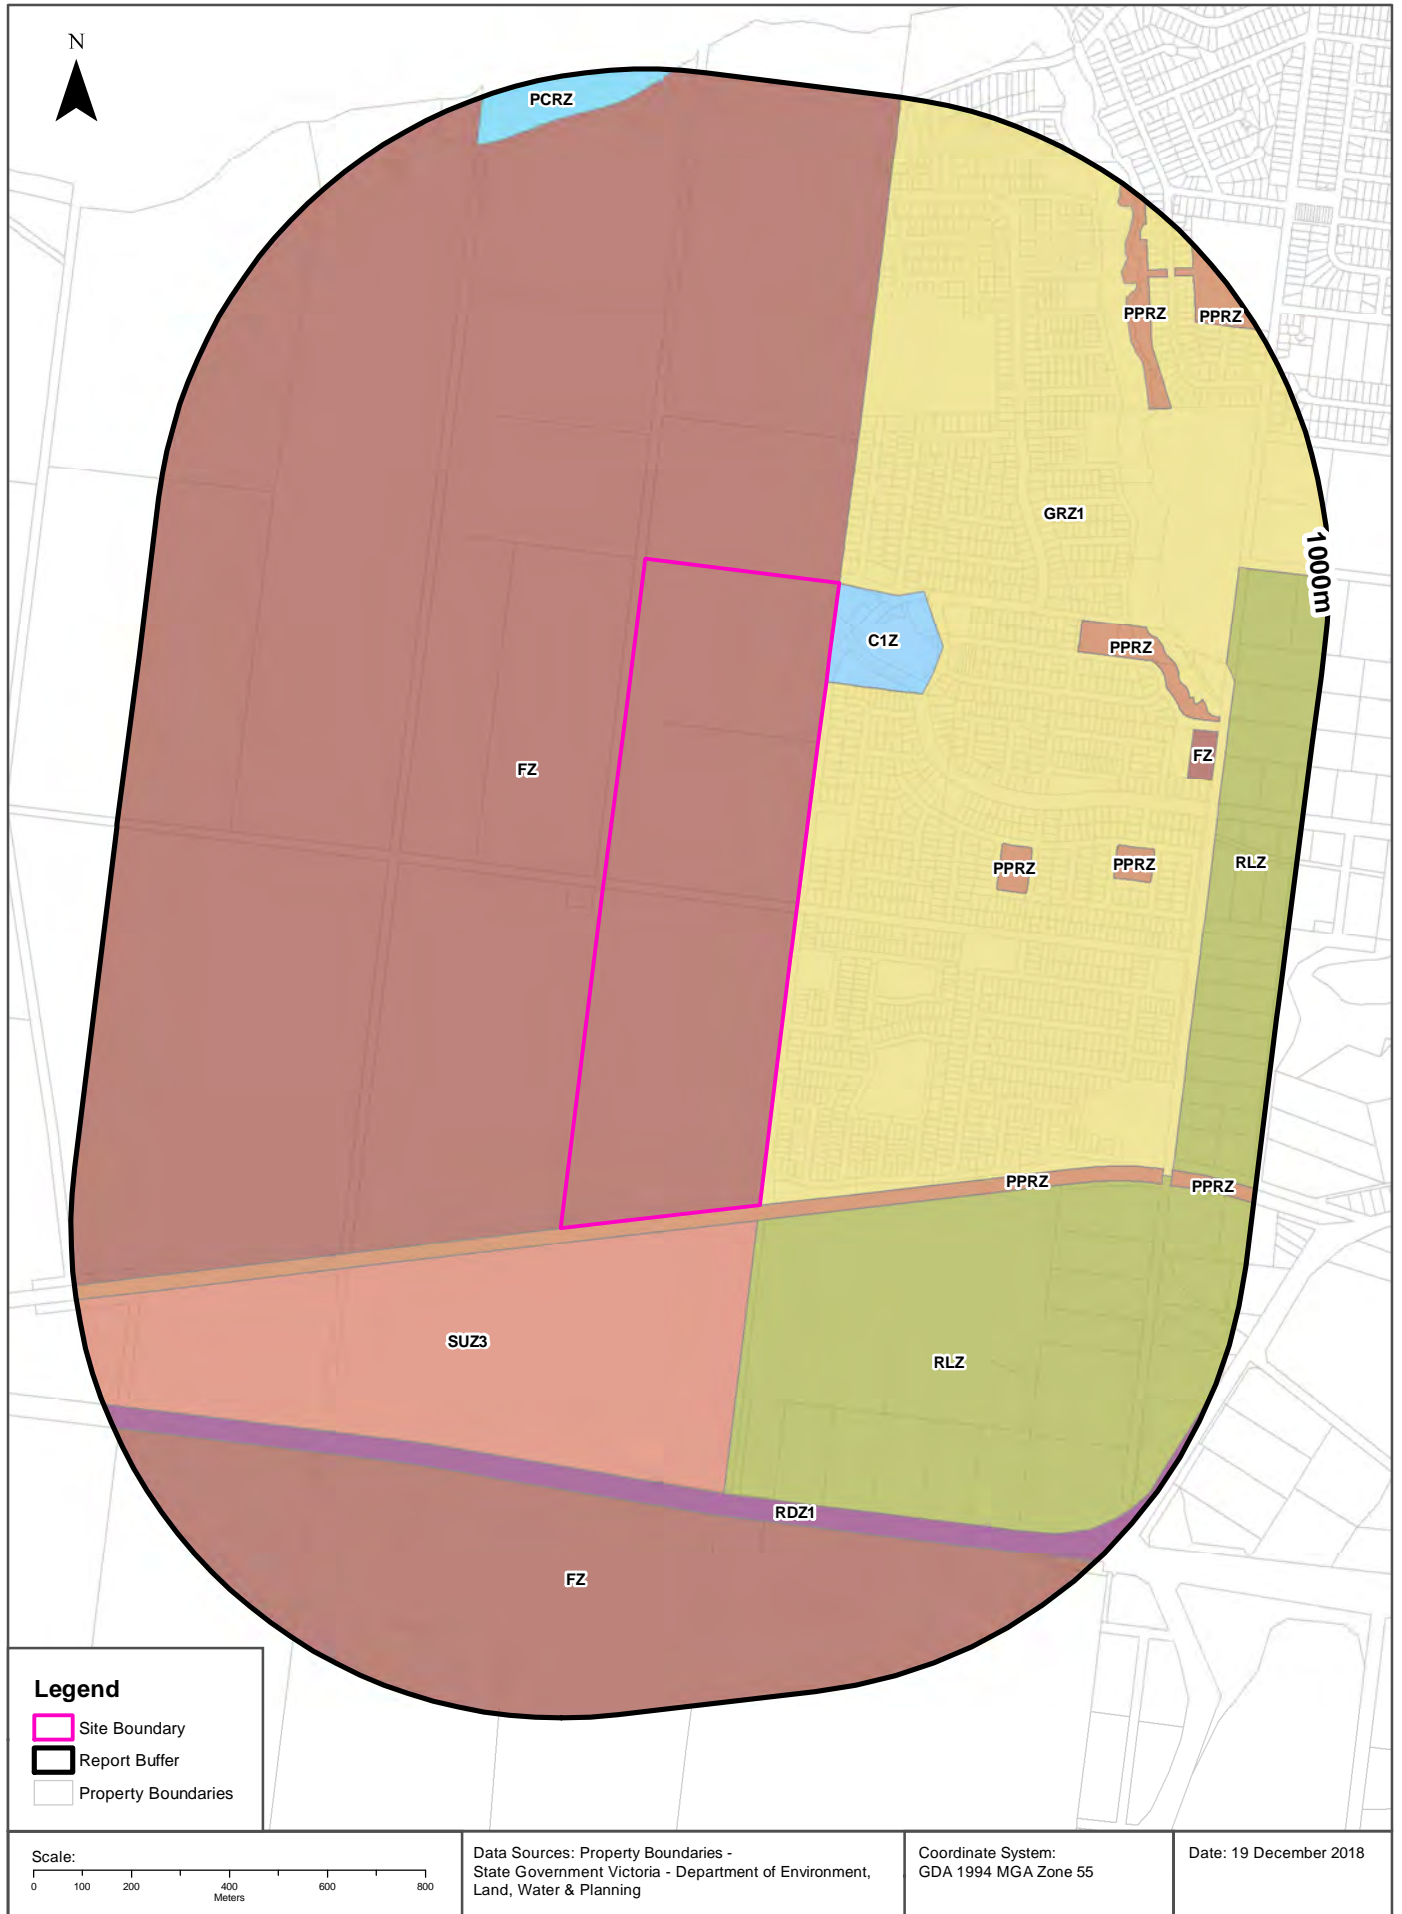 N
PCRZ
PPRZ
PPRZ
GRZ1
1000m
C1Z
PPRZ
FZ
FZ
PPRZ
PPRZ
RLZ
PPRZ
PPRZ
SUZ3
RLZ
RDZ1
FZ
Legend
Site Boundary
Report Buffer
Property Boundaries
Scale:
0 100 200 400 600 800
Meters
Data Sources: Property Boundaries -
State Government Victoria - Department of Environment,
Land, Water & Planning
Coordinate System:
GDA 1994 MGA Zone 55
Date: 19 December 2018